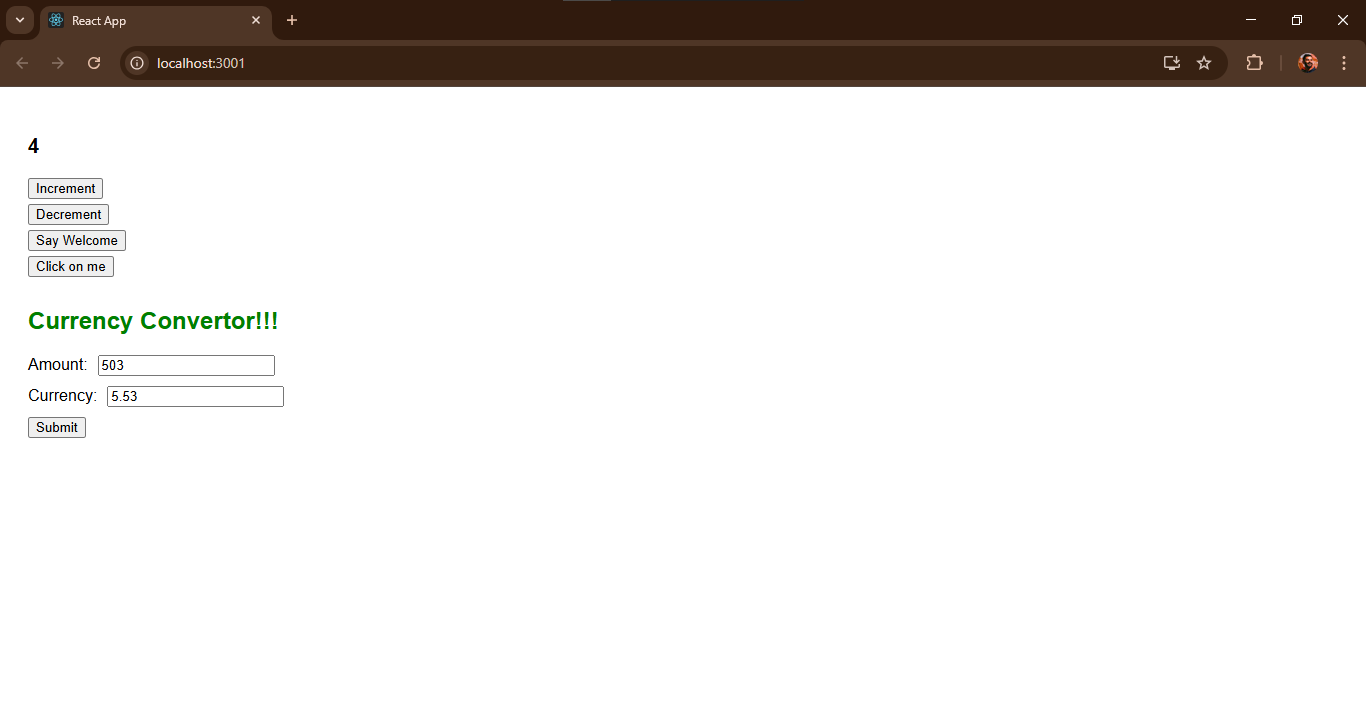 React App
localhost:3001
4
Increment
Decrement
Say Welcome
Click on me
Currency Convertor!!!
Amount: 503
Currency: 5.53
Submit